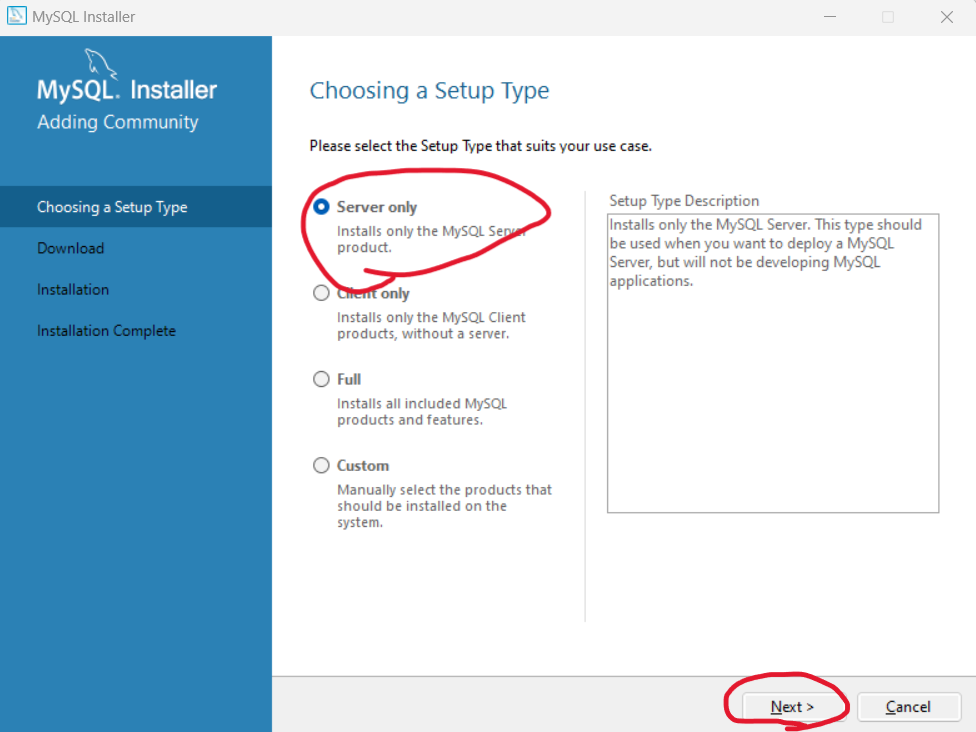 MySQL Installer
MySQL. Installer
Adding Community
Choosing a Setup Type
Download
Installation
Installation Complete
Choosing a Setup Type
Please select the Setup Type that suits your use case.
Server only
Installs only the MySQL Server
product.
Client only
Installs only the MySQL Client
products, without a server.
Full
Installs all included MySQL
products and features.
Custom
Manually select the products that
should be installed on the
system.
Setup Type Description
Installs only the MySQL Server. This type should
be used when you want to deploy a MySQL
Server, but will not be developing MySQL
applications.
Next >
Cancel